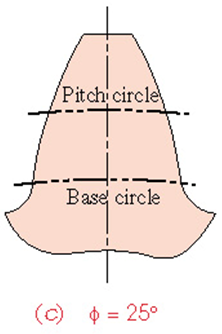 Pitch circle
Base circle
(c) ϕ = 25°